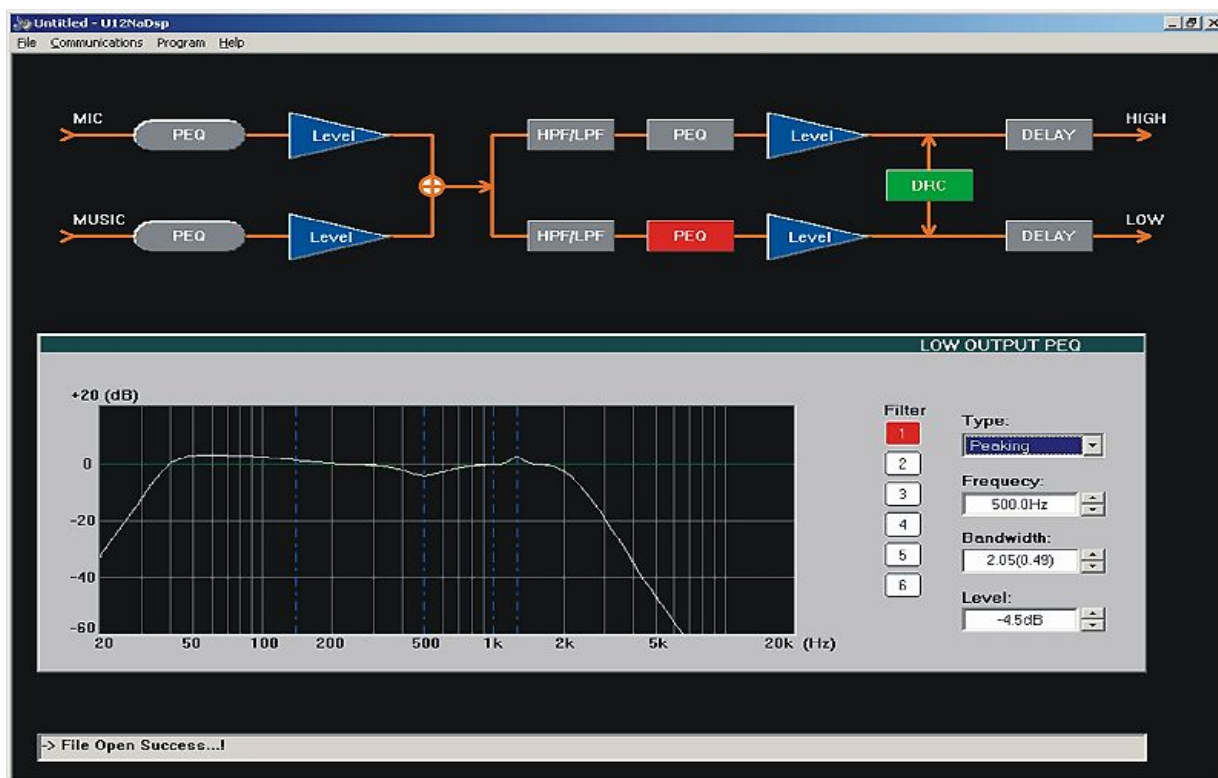 Untitled - U12NaDsp
File Communications Program Help
MIC
PEQ
Level
HPF/LPF
PEQ
Level
DELAY
HIGH
DRC
MUSIC
PEQ
Level
HPF/LPF
PEQ
Level
DELAY
LOW
LOW OUTPUT PEQ
+20 (dB)
0
-20
-40
-60
20 50 100 200 500 1k 2k 5k 20k (Hz)
Filter
1
2
3
4
5
6
Type:
Peaking
Frequecy:
500.0Hz
Bandwidth:
2.05(0.49)
Level:
-4.5dB
-> File Open Success...!